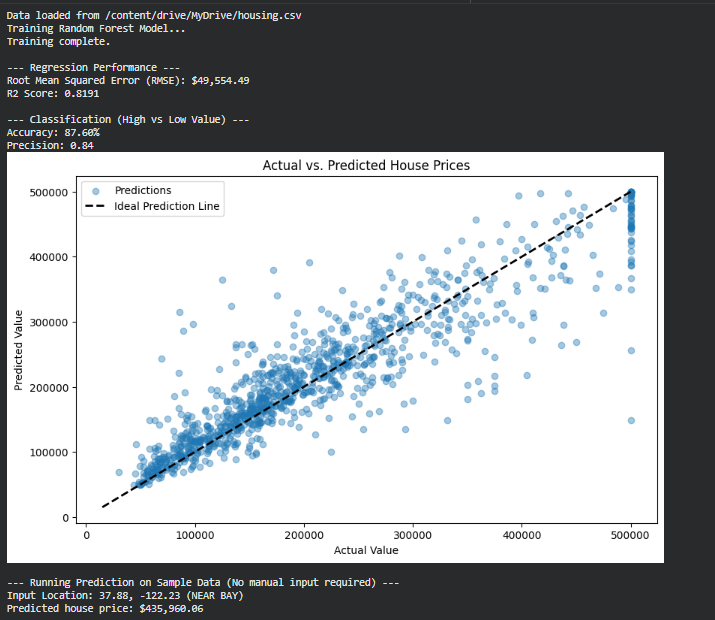 Data loaded from /content/drive/MyDrive/housing.csv
Training Random Forest Model...
Training complete.
--- Regression Performance ---
Root Mean Squared Error (RMSE): $49,554.49
R2 Score: 0.8191
--- Classification (High vs Low Value) ---
Accuracy: 87.60%
Precision: 0.84
Actual vs. Predicted House Prices
Predictions
Ideal Prediction Line
500000
400000
300000
200000
100000
0
Predicted Value
0 100000 200000 300000 400000 500000
Actual Value
--- Running Prediction on Sample Data (No manual input required) ---
Input Location: 37.88, -122.23 (NEAR BAY)
Predicted house price: $435,960.06